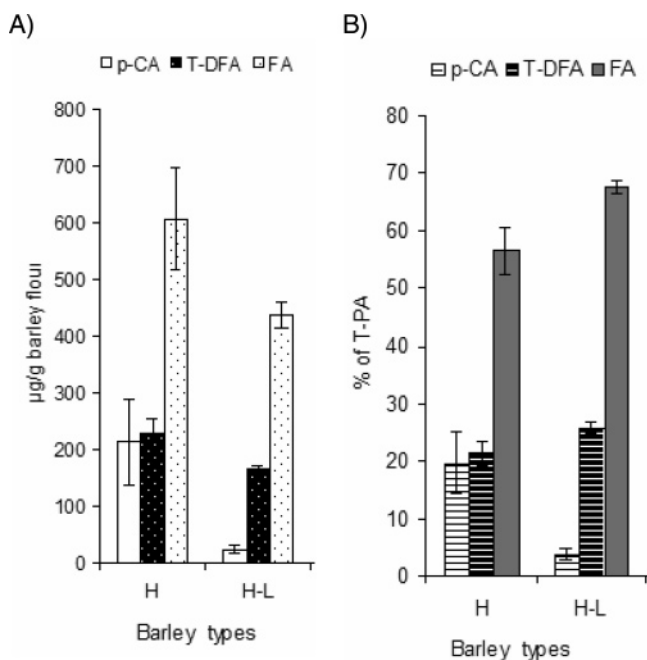 A)
p-CA T-DFA FA
800
700
600
500
400
300
200
100
0
µg/g barley flour
H H-L
Barley types
B)
p-CA T-DFA FA
80
70
60
50
40
30
20
10
0
% of T-PA
H H-L
Barley types